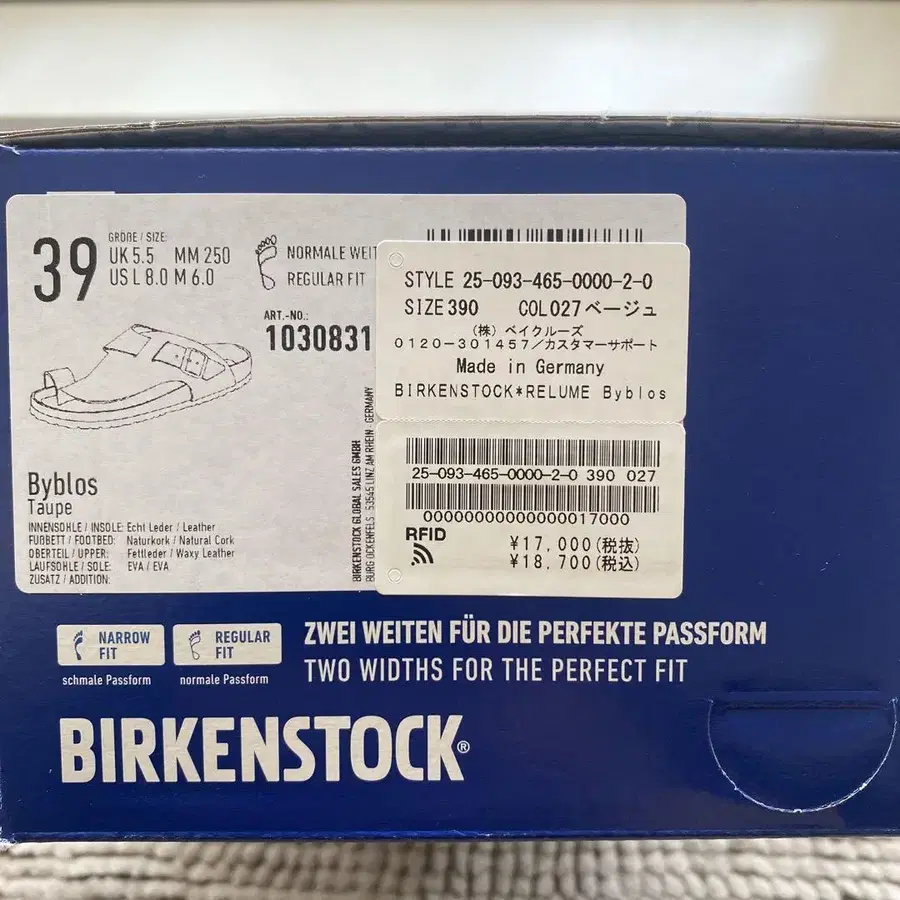 39
GRÖßE / SIZE:
UK 5.5 MM 250
US L 8.0 M 6.0
NORMALE WEIT
REGULAR FIT
ART.-NO.:
1030831
Byblos
Taupe
INNENSOHLE / INSOLE: Echt Leder / Leather
FUßBETT / FOOTBED: Naturkork / Natural Cork
OBERTEIL / UPPER: Fettleder / Waxy Leather
LAUFSOHLE / SOLE: EVA / EVA
ZUSATZ / ADDITION:
BIRKENSTOCK GLOBAL SALES GMBH
BURG OCKENFELS · 53545 LINZ AM RHEIN · GERMANY
STYLE 25-093-465-0000-2-0
SIZE 390 COL 027 ベージュ
(株) ベイクルーズ
0120-301457/カスタマーサポート
Made in Germany
BIRKENSTOCK*RELUME Byblos
25-093-465-0000-2-0 390 027
00000000000000017000
RFID
¥17,000(税抜)
¥18,700(税込)
NARROW FIT
schmale Passform
REGULAR FIT
normale Passform
ZWEI WEITEN FÜR DIE PERFEKTE PASSFORM
TWO WIDTHS FOR THE PERFECT FIT
BIRKENSTOCK®